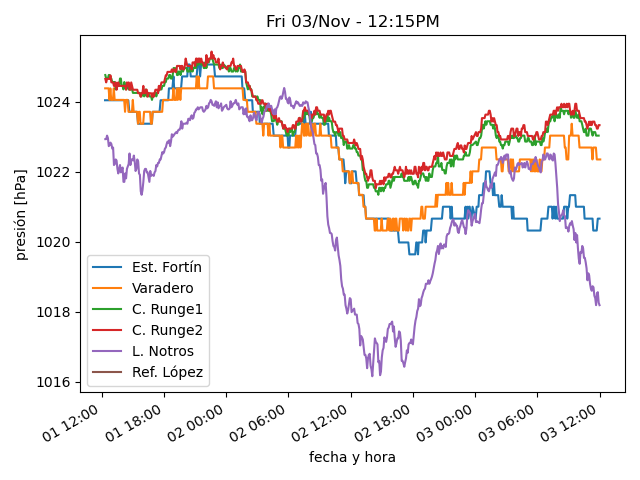 Fri 03/Nov - 12:15PM
presión [hPa]
1024
1022
1020
1018
1016
Est. Fortín
Varadero
C. Runge1
C. Runge2
L. Notros
Ref. López
01 12:00
01 18:00
02 00:00
02 06:00
02 12:00
02 18:00
03 00:00
03 06:00
03 12:00
fecha y hora